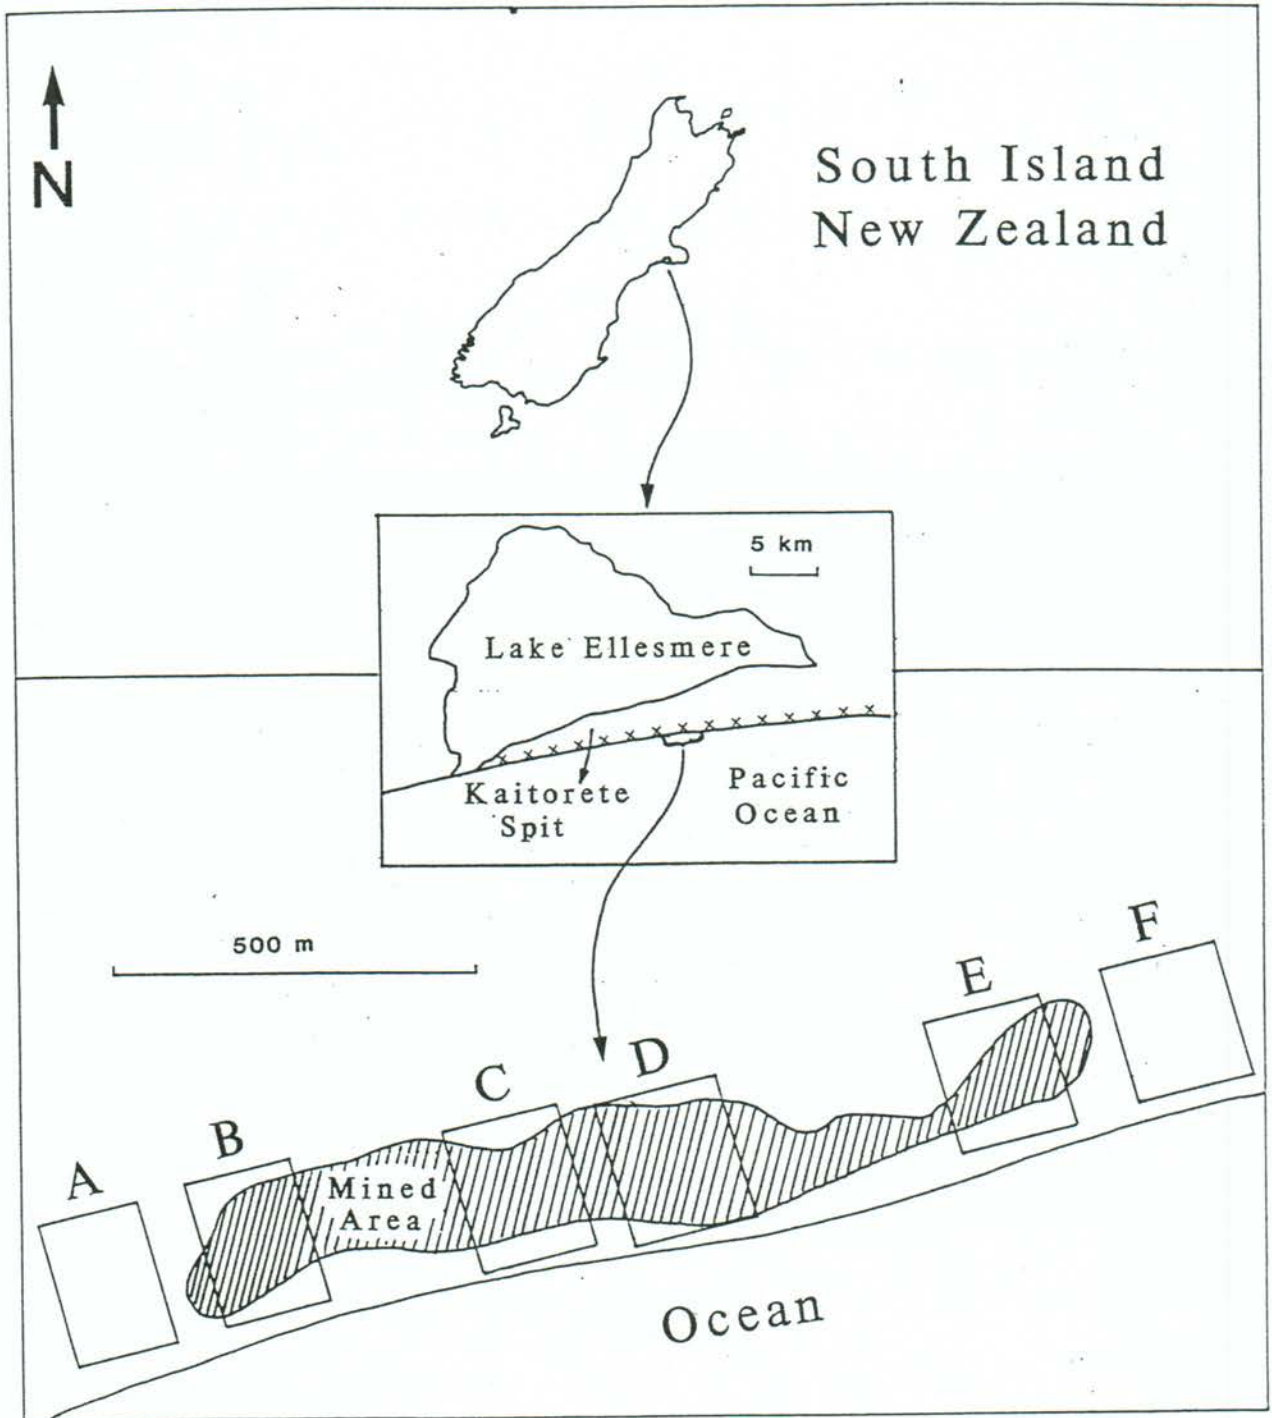 N
South Island
New Zealand
5 km
Lake Ellesmere
Kaitorete
Spit
Pacific
Ocean
500 m
A
B
C
D
E
F
Mined
Area
Ocean